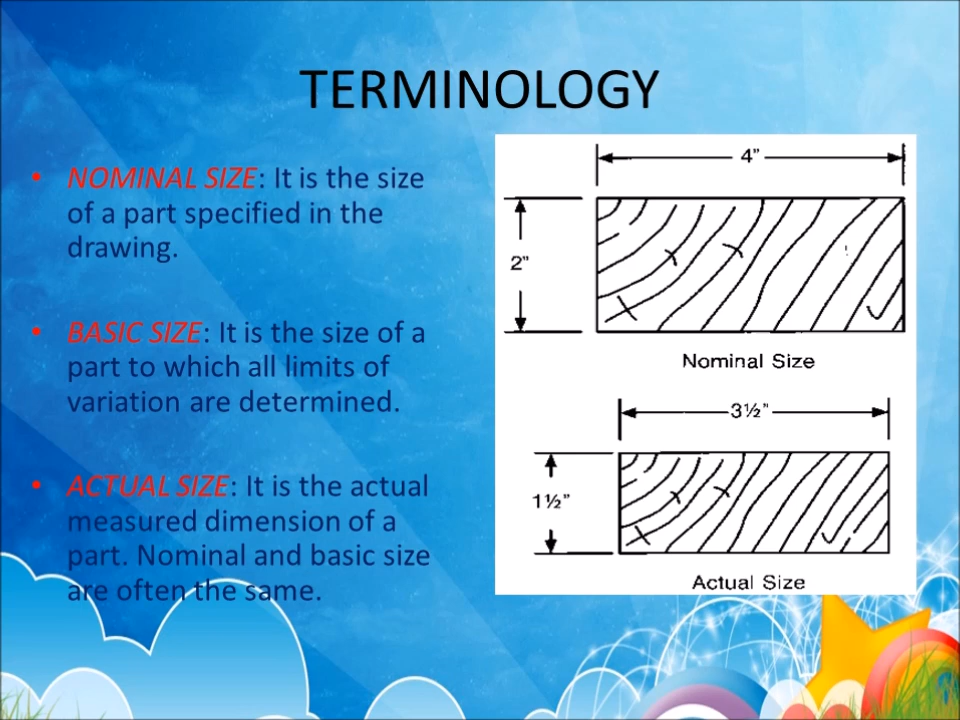 TERMINOLOGY
• NOMINAL SIZE: It is the size
of a part specified in the
drawing.
• BASIC SIZE: It is the size of a
part to which all limits of
variation are determined.
• ACTUAL SIZE: It is the actual
measured dimension of a
part. Nominal and basic size
are often the same.
4”
2”
Nominal Size
3½”
1½”
Actual Size